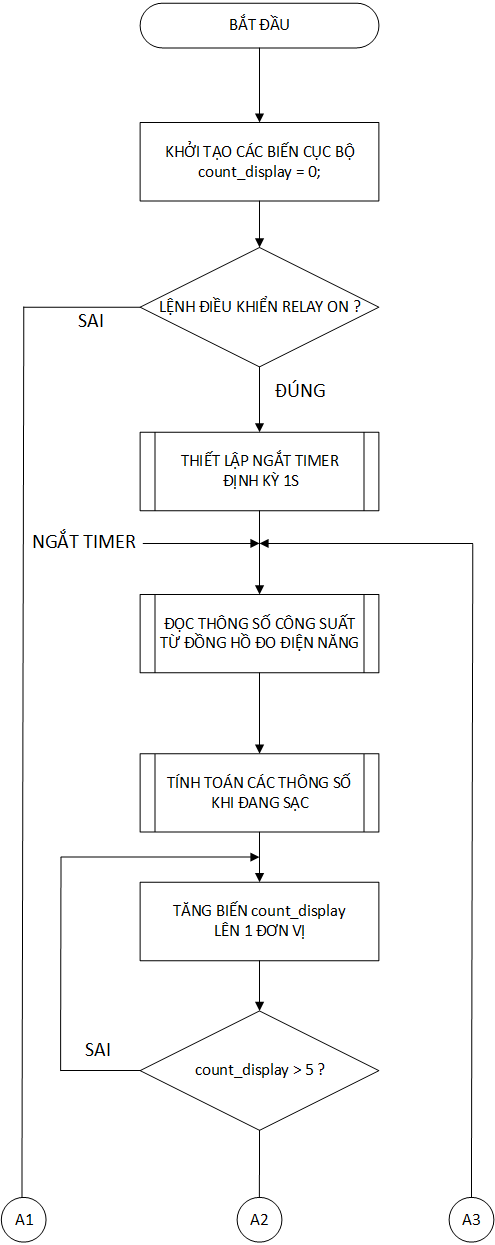 BẮT ĐẦU
KHỞI TẠO CÁC BIẾN CỤC BỘ
count_display = 0;
LỆNH ĐIỀU KHIỂN RELAY ON ?
SAI
ĐÚNG
THIẾT LẬP NGẮT TIMER
ĐỊNH KỲ 1S
NGẮT TIMER
ĐỌC THÔNG SỐ CÔNG SUẤT
TỪ ĐỒNG HỒ ĐO ĐIỆN NĂNG
TÍNH TOÁN CÁC THÔNG SỐ
KHI ĐANG SẠC
TĂNG BIẾN count_display
LÊN 1 ĐƠN VỊ
SAI
count_display > 5 ?
A1
A2
A3